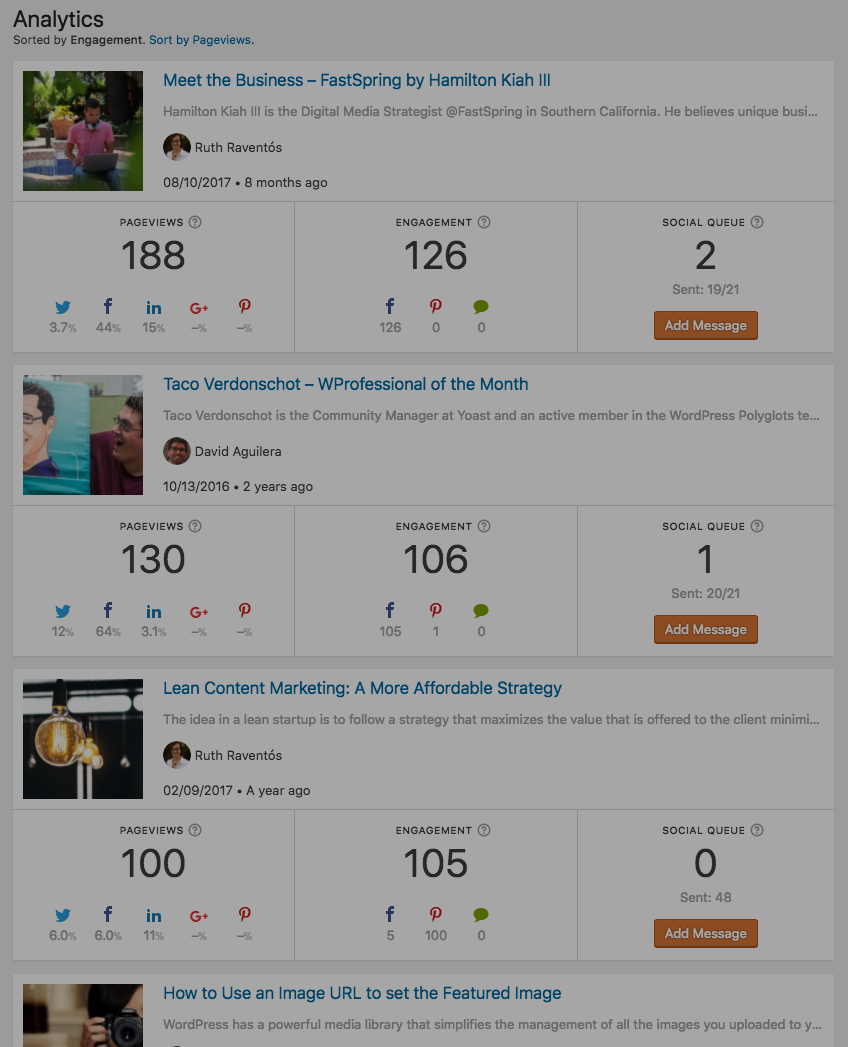 Analytics
Sorted by Engagement. Sort by Pageviews.
Meet the Business – FastSpring by Hamilton Kiah III
Hamilton Kiah III is the Digital Media Strategist @FastSpring in Southern California. He believes unique busi...
Ruth Raventós
08/10/2017 • 8 months ago
PAGEVIEWS ? ENGAGEMENT ? SOCIAL QUEUE ?
188 126 2
Sent: 19/21
3.7% 44% 15% –% –% 126 0 0
Add Message
Taco Verdonschot – WProfessional of the Month
Taco Verdonschot is the Community Manager at Yoast and an active member in the WordPress Polyglots te...
David Aguilera
10/13/2016 • 2 years ago
PAGEVIEWS ? ENGAGEMENT ? SOCIAL QUEUE ?
130 106 1
Sent: 20/21
12% 64% 3.1% –% –% 105 1 0
Add Message
Lean Content Marketing: A More Affordable Strategy
The idea in a lean startup is to follow a strategy that maximizes the value that is offered to the client minimi...
Ruth Raventós
02/09/2017 • A year ago
PAGEVIEWS ? ENGAGEMENT ? SOCIAL QUEUE ?
100 105 0
Sent: 48
6.0% 6.0% 11% –% –% 5 100 0
Add Message
How to Use an Image URL to set the Featured Image
WordPress has a powerful media library that simplifies the management of all the images you uploaded to y...